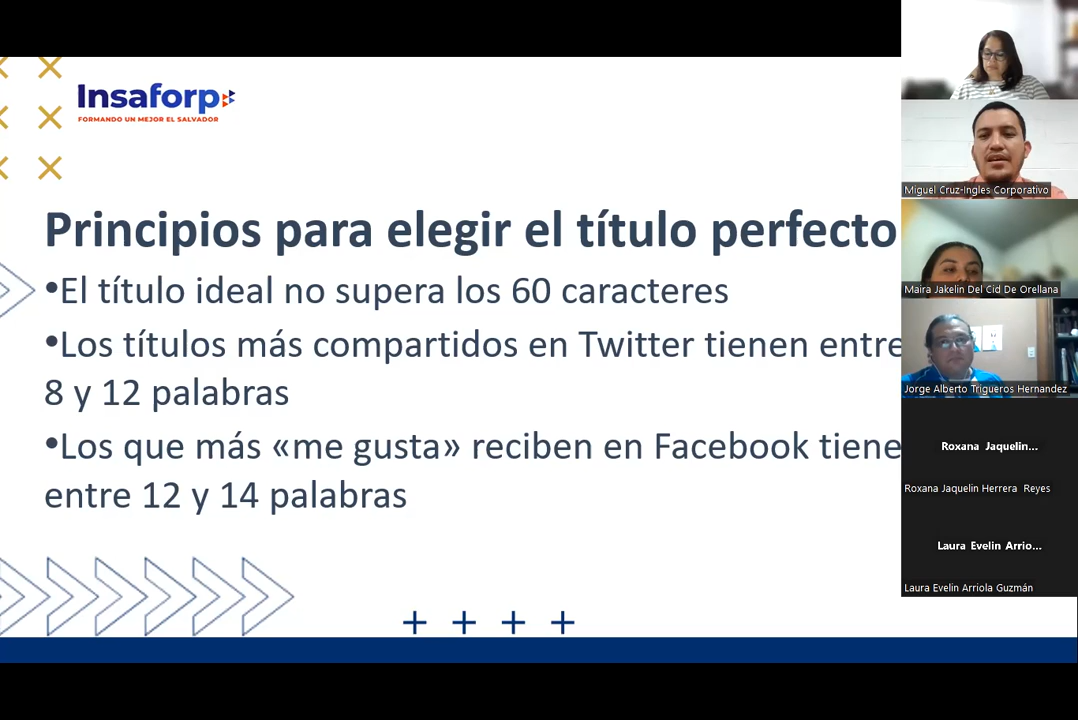 Insaforp
FORMANDO UN MEJOR EL SALVADOR
Principios para elegir el título perfecto
•El título ideal no supera los 60 caracteres
•Los títulos más compartidos en Twitter tienen entre
8 y 12 palabras
•Los que más «me gusta» reciben en Facebook tiene
entre 12 y 14 palabras
Miguel Cruz-Ingles Corporativo
Maira Jakelin Del Cid De Orellana
Jorge Alberto Trigueros Hernandez
Roxana Jaquelin...
Roxana Jaquelin Herrera Reyes
Laura Evelin Arrio...
Laura Evelin Arriola Guzmán